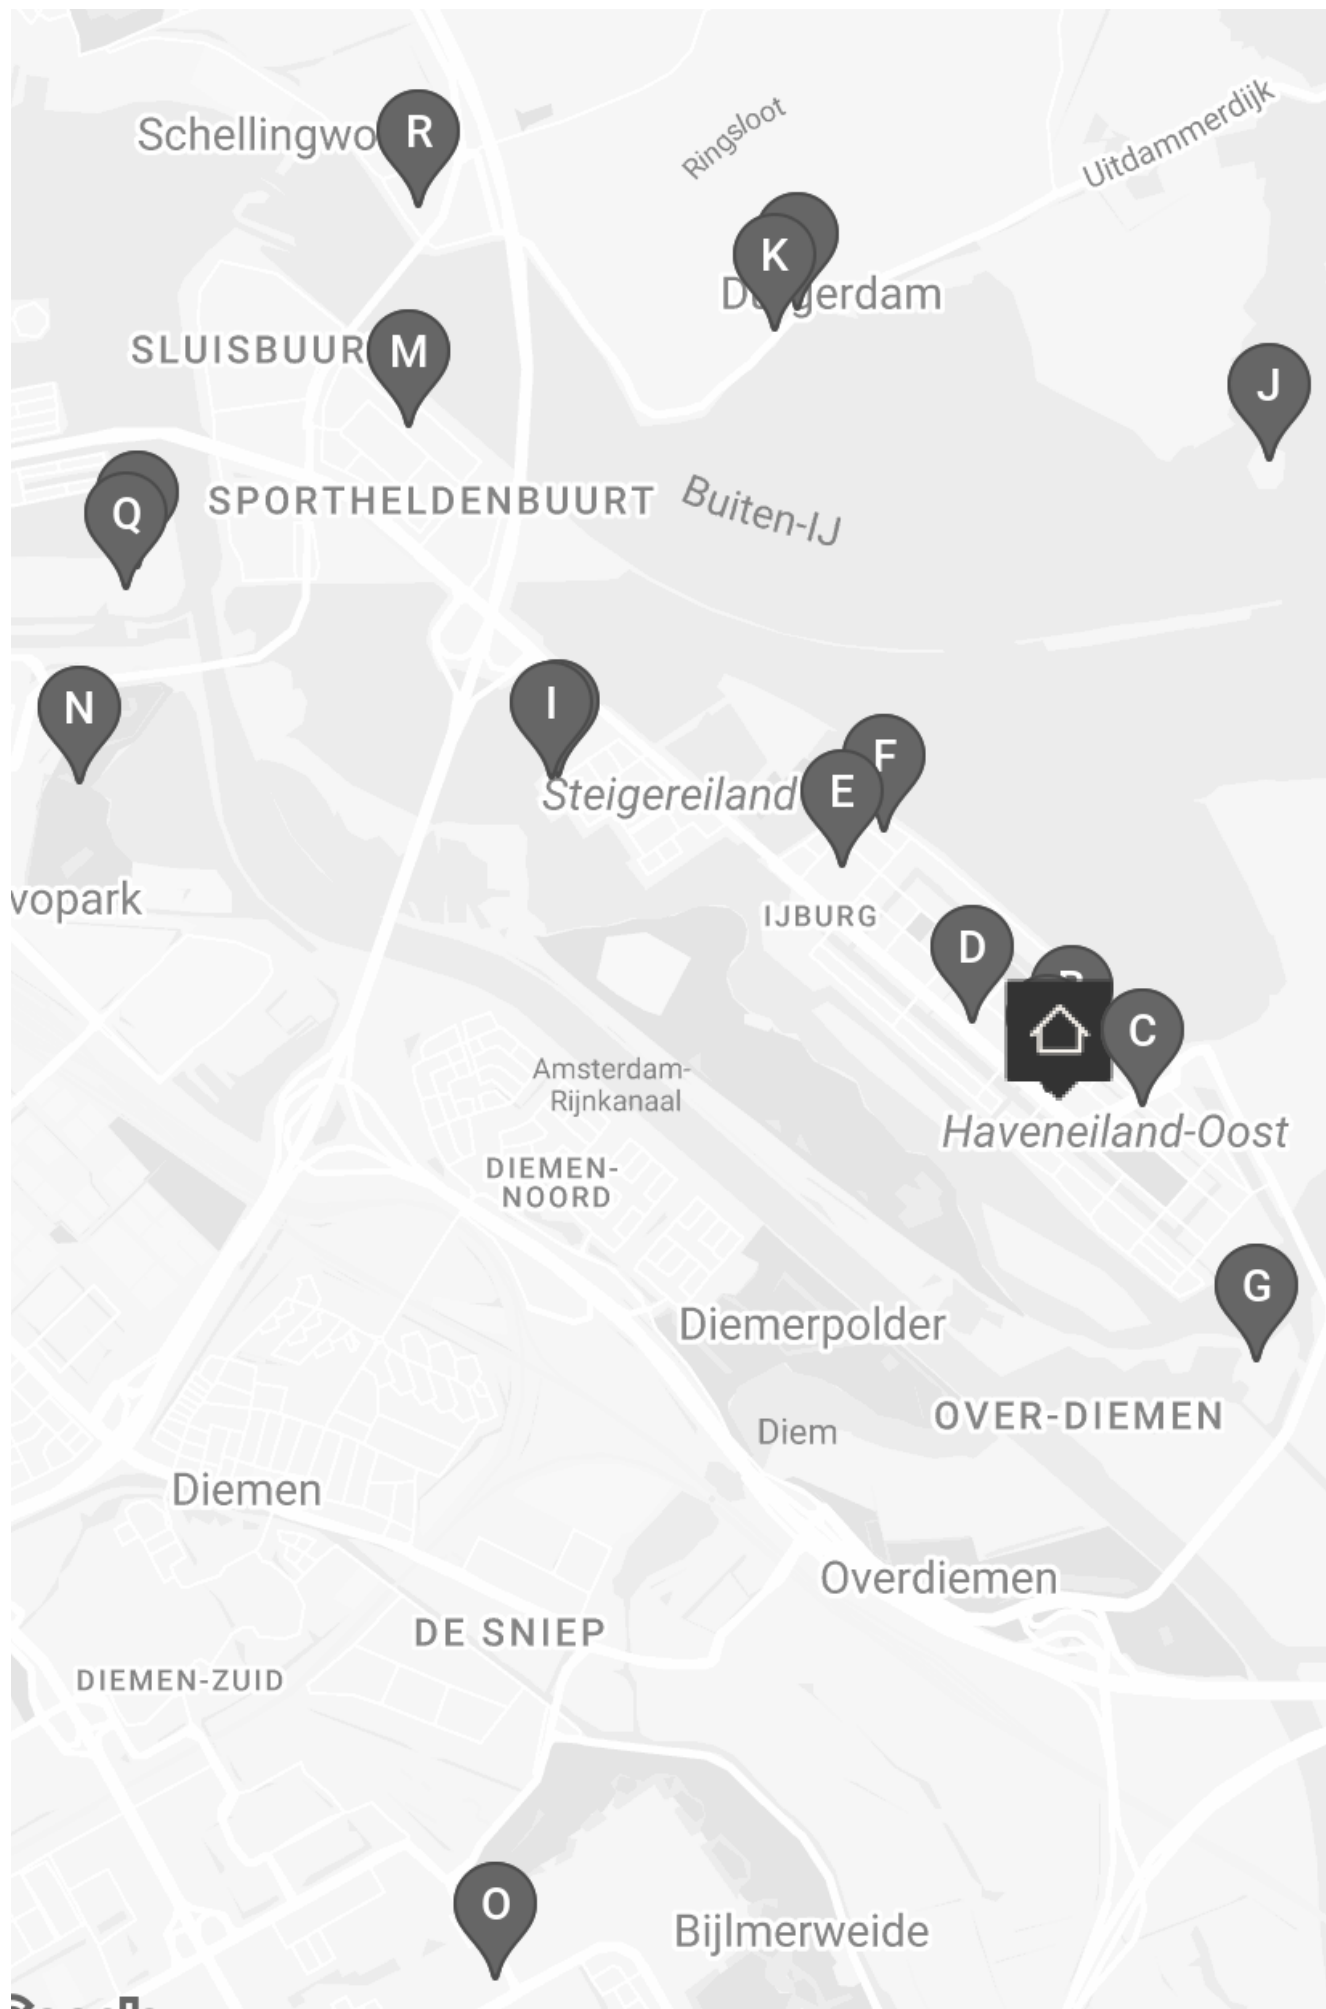 Ringsloot
Uitdammerdijk
Schellingwo
R
K
D gerdam
SLUISBUUR
M
J
Q
SPORTHELDENBUURT
Buiten-IJ
N
I
F
Steigereiland
E
vopark
IJBURG
D
C
Amsterdam-
Rijnkanaal
Haveneiland-Oost
DIEMEN-
NOORD
G
Diemerpolder
OVER-DIEMEN
Diem
Diemen
Overdiemen
DE SNIEP
DIEMEN-ZUID
O
Bijlmerweide